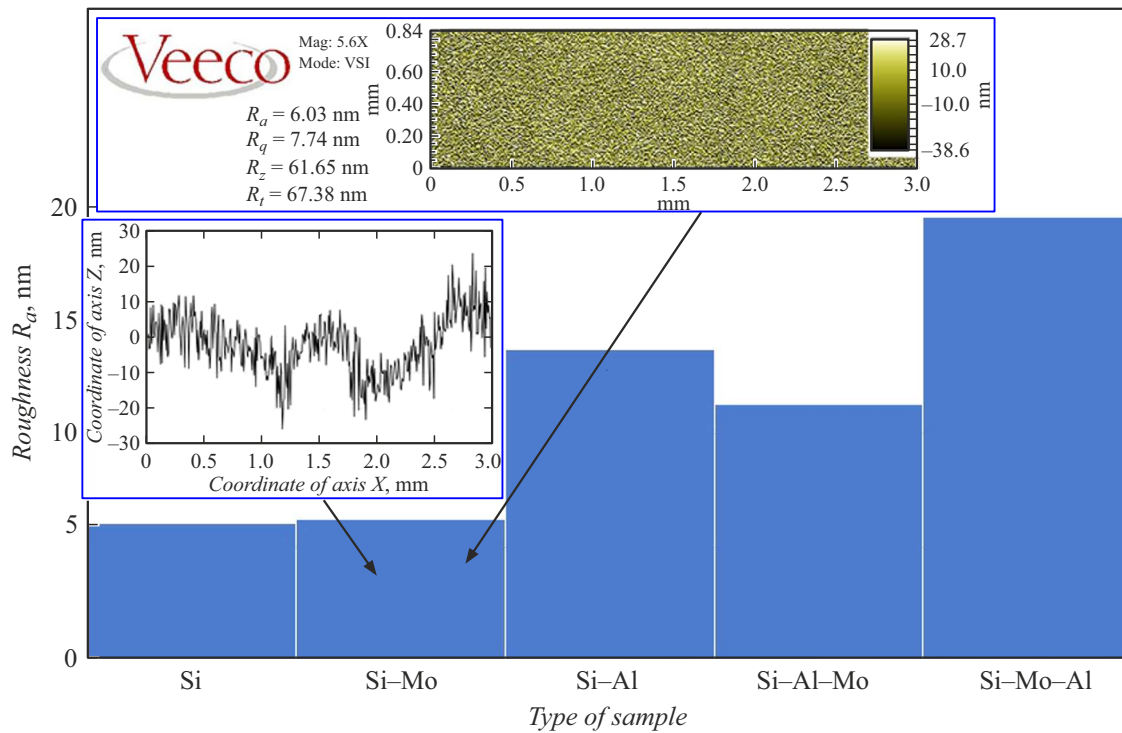 Veeco
Mag: 5.6X
Mode: VSI
Rₐ = 6.03 nm
R_q = 7.74 nm
R_z = 61.65 nm
R_t = 67.38 nm
mm
0.84
0.60
0.40
0.20
0
0 0.5 1.0 1.5 2.0 2.5 3.0
mm
28.7
10.0
–10.0
–38.6
nm
Coordinate of axis Z, nm
30
20
10
0
–10
–20
–30
0 0.5 1.0 1.5 2.0 2.5 3.0
Coordinate of axis X, mm
Roughness Rₐ, nm
20
15
10
5
0
Si Si–Mo Si–Al Si–Al–Mo Si–Mo–Al
Type of sample